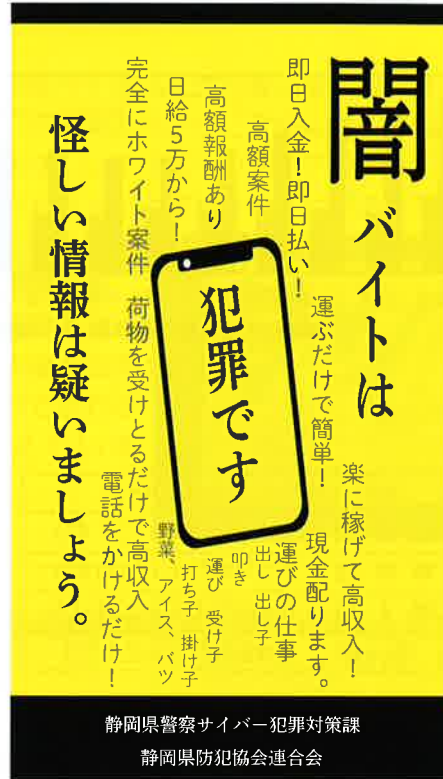 闇バイトは
犯罪です
即日入金！即日払い！
高額案件
高額報酬あり
日給５万から！
完全にホワイト案件
怪しい情報は疑いましょう。
運ぶだけで簡単！
楽に稼げて高収入！
現金配ります。
運びの仕事
出し　出し子
叩き
運び　受け子
打ち子　掛け子
野菜、アイス、バツ
荷物を受けとるだけで高収入
電話をかけるだけ！
静岡県警察サイバー犯罪対策課
静岡県防犯協会連合会